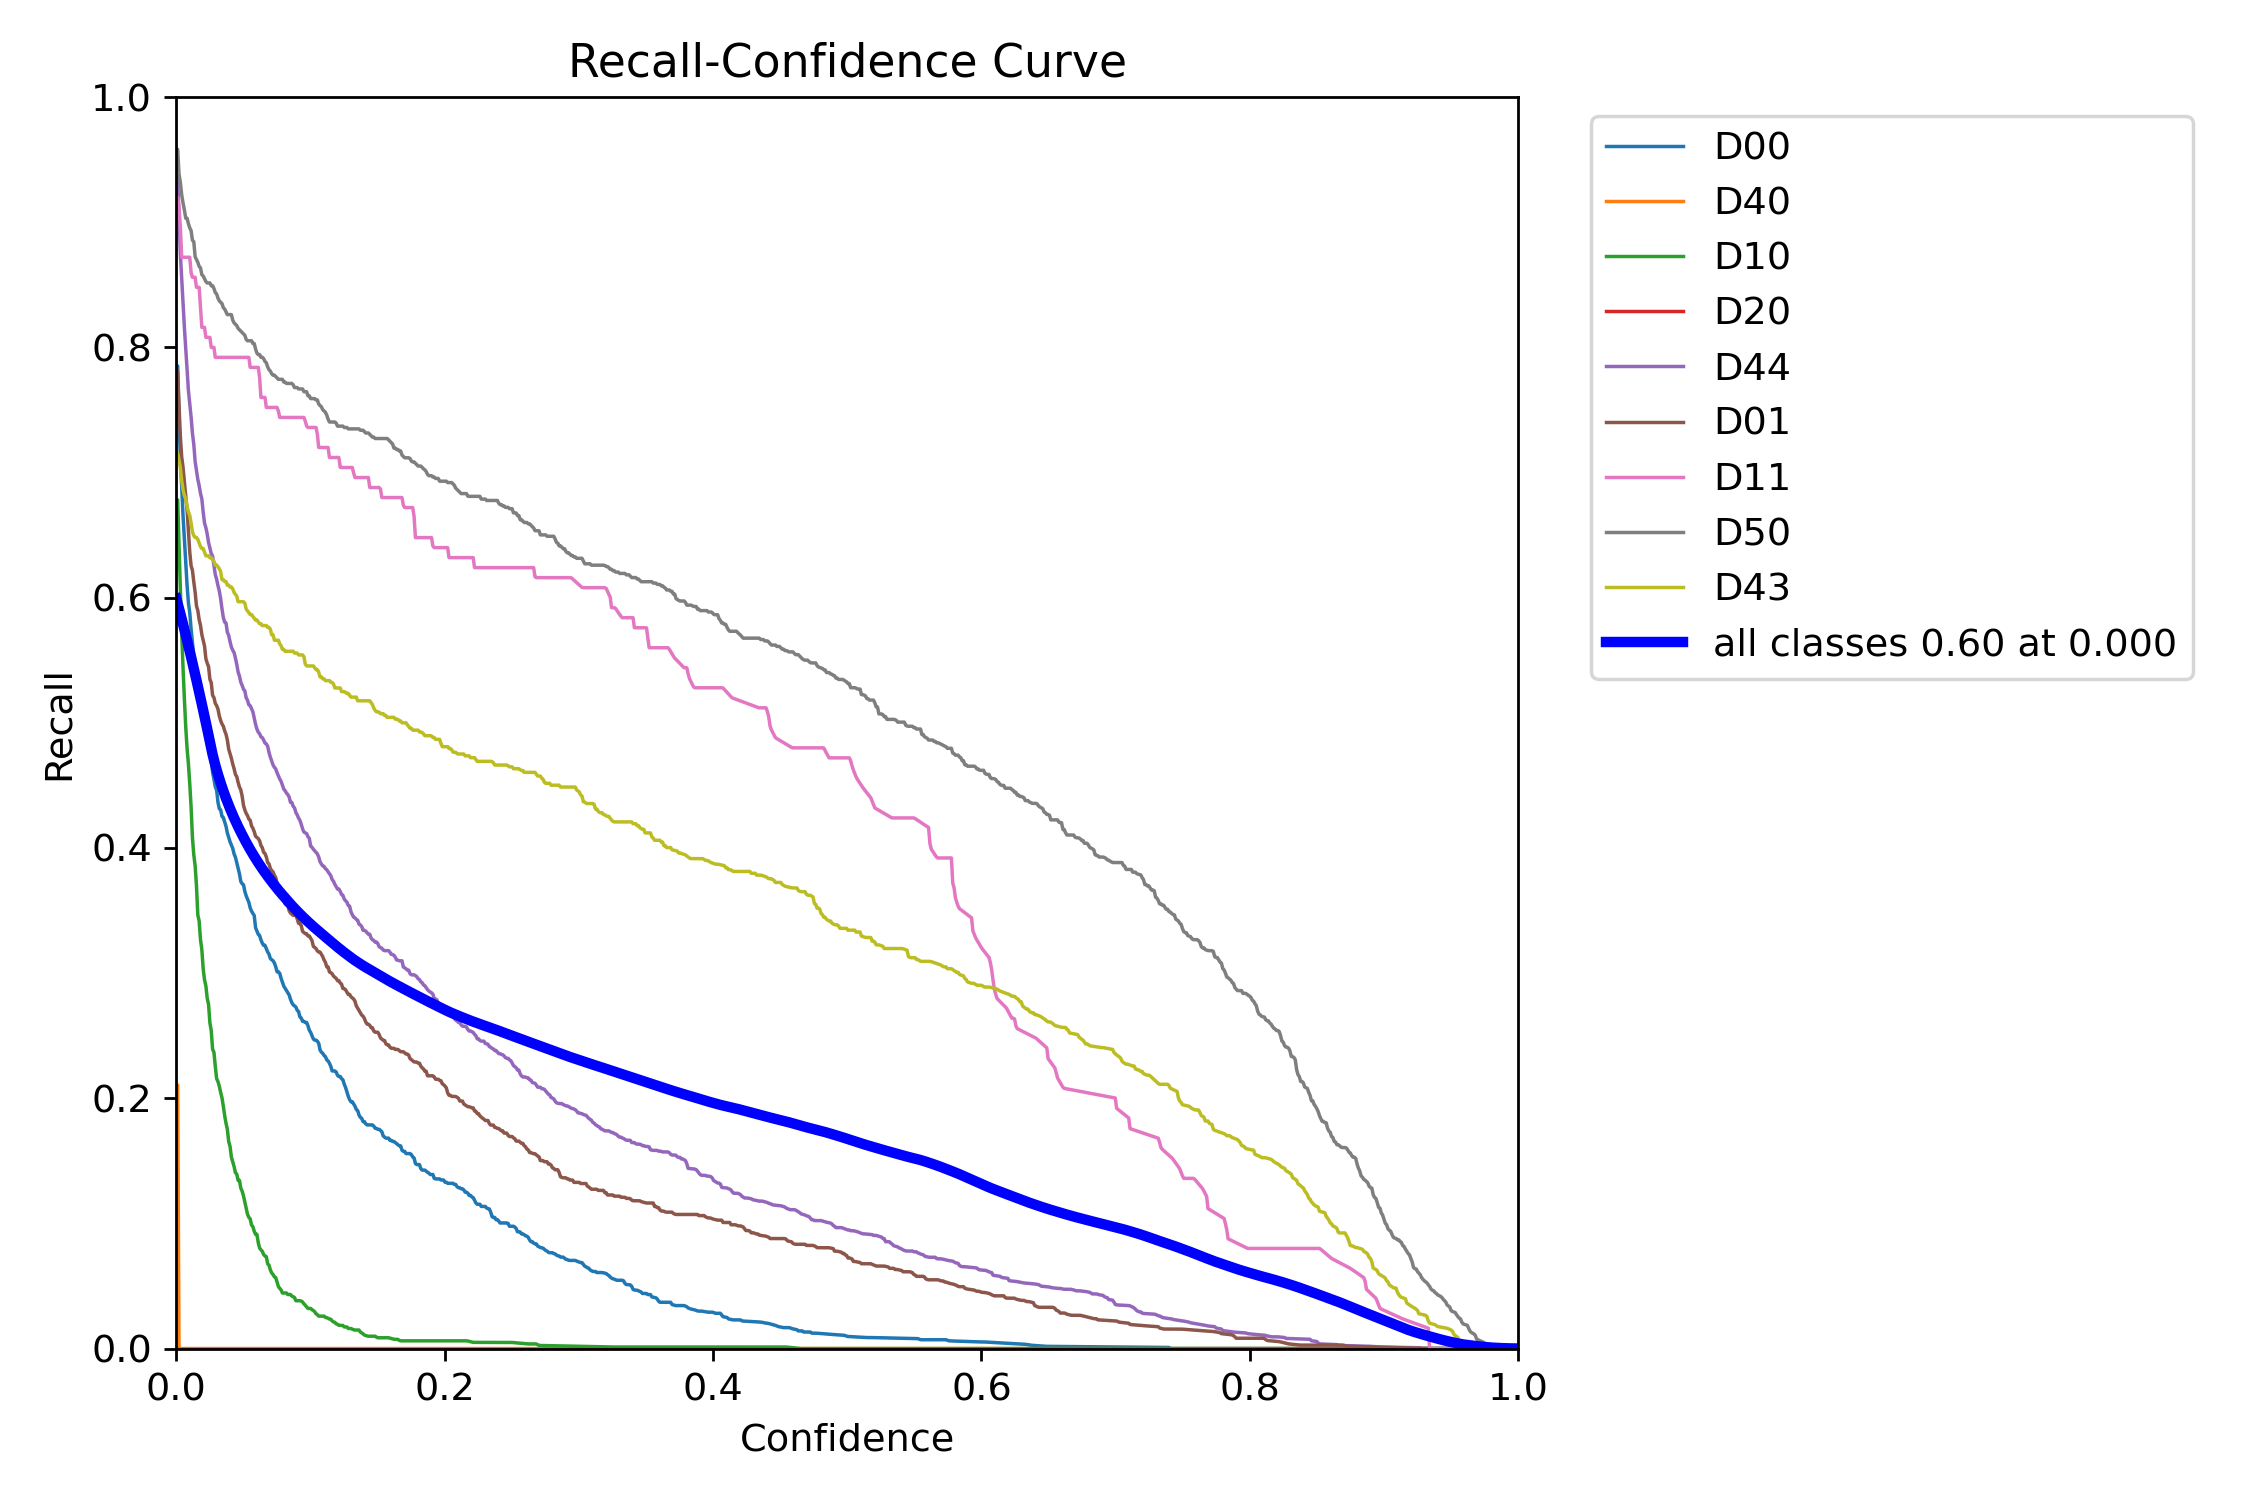 Recall-Confidence Curve
1.0
0.8
0.6
0.4
0.2
0.0
Recall
0.0 0.2 0.4 0.6 0.8 1.0
Confidence
D00
D40
D10
D20
D44
D01
D11
D50
D43
all classes 0.60 at 0.000